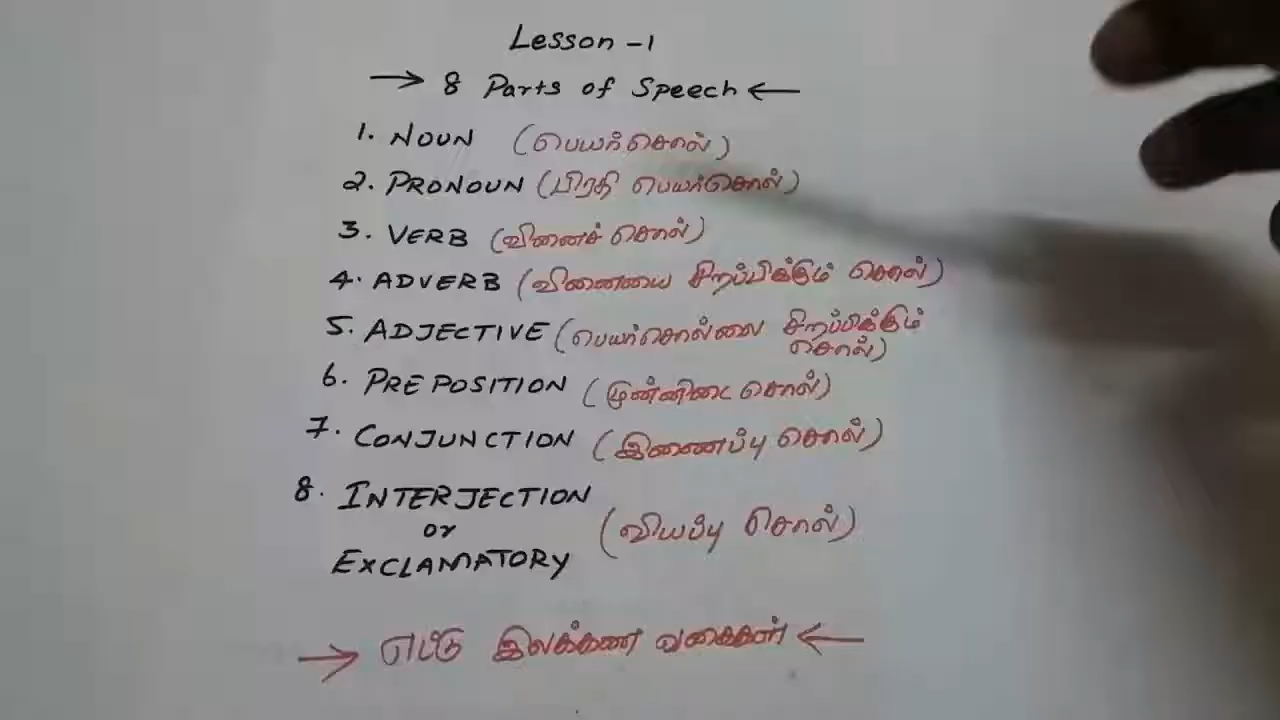 Lesson -1
→ 8 Parts of Speech ←
1. NOUN (பெயர்சொல்)
2. PRONOUN (பிரதி பெயர்சொல்)
3. VERB (வினைச் சொல்)
4. ADVERB (வினையை சிறப்பிக்கும் சொல்)
5. ADJECTIVE (பெயர்சொல்லை சிறப்பிக்கும்
சொல்)
6. PREPOSITION (முன்னிடை சொல்)
7. CONJUNCTION (இணைப்பு சொல்)
8. INTERJECTION
or
EXCLAMATORY (வியப்பு சொல்)
→ எட்டு இலக்கண வகைகள் ←